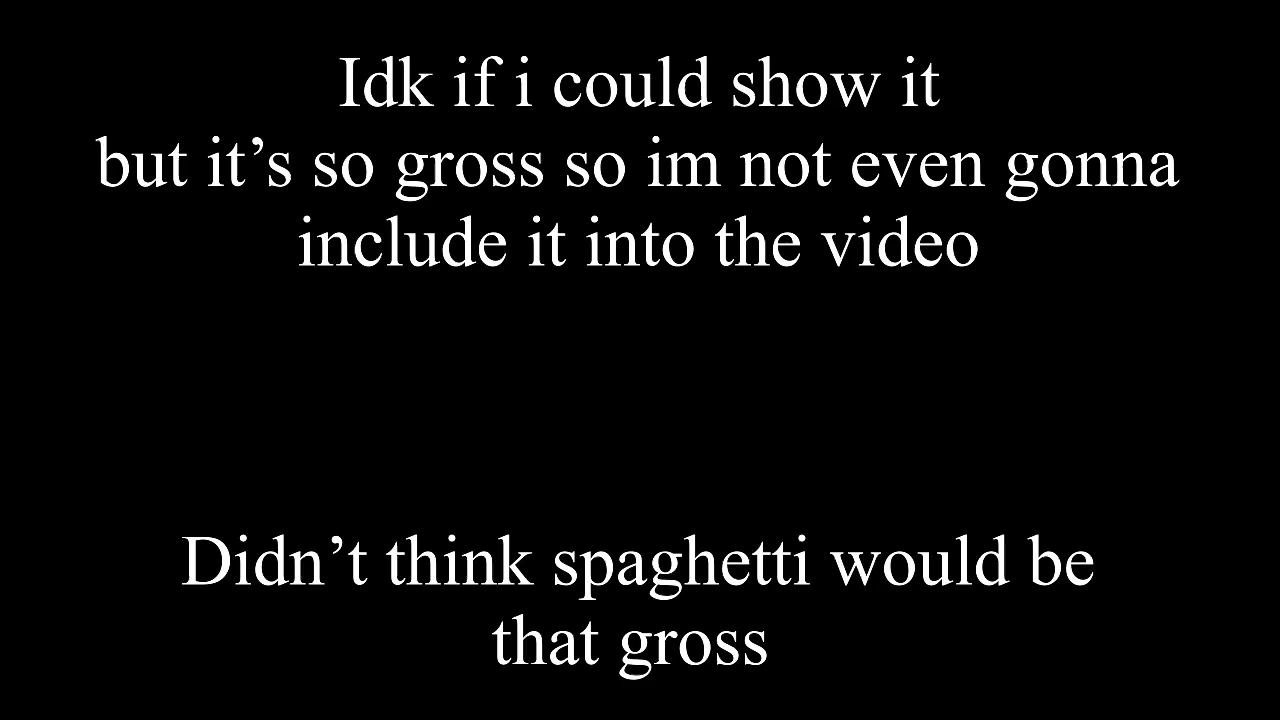 Idk if i could show it
but it’s so gross so im not even gonna
include it into the video
Didn’t think spaghetti would be
that gross